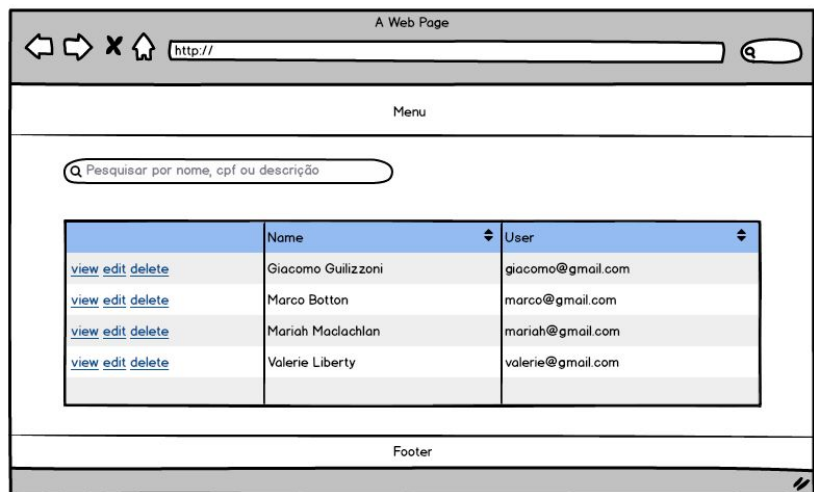 A Web Page
http://
Menu
Pesquisar por nome, cpf ou descrição
Name User
view edit delete Giacomo Guilizzoni giacomo@gmail.com
view edit delete Marco Botton marco@gmail.com
view edit delete Mariah Maclachlan mariah@gmail.com
view edit delete Valerie Liberty valerie@gmail.com
Footer